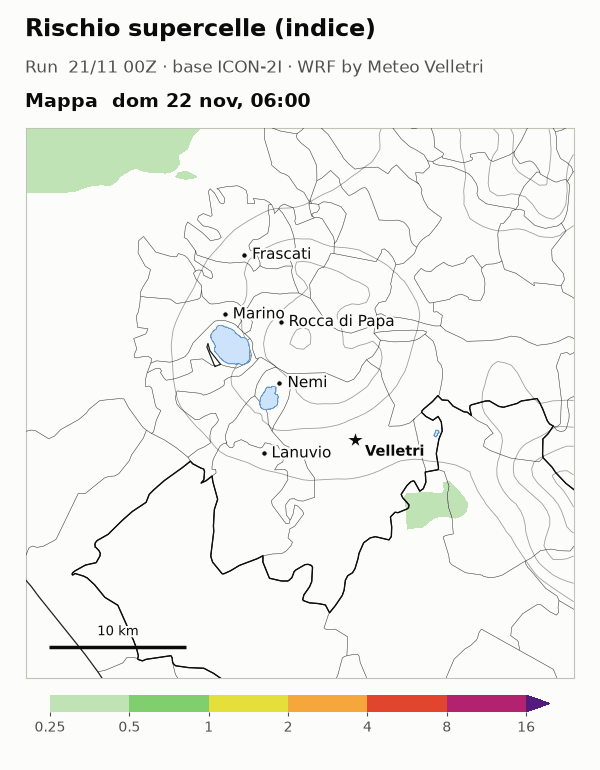 Rischio supercelle (indice)
Run  21/11 00Z · base ICON-2I · WRF by Meteo Velletri
Mappa  dom 22 nov, 06:00
Frascati
Marino
Rocca di Papa
Nemi
Velletri
Lanuvio
10 km
0.25 0.5 1 2 4 8 16